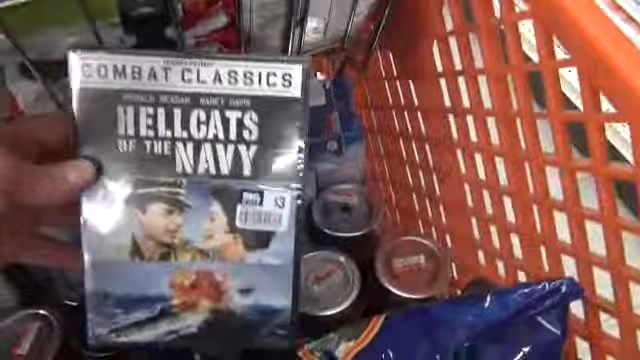 COMBAT CLASSICS
RONALD REAGAN NANCY DAVIS
HELLCATS
OF THE NAVY
$3